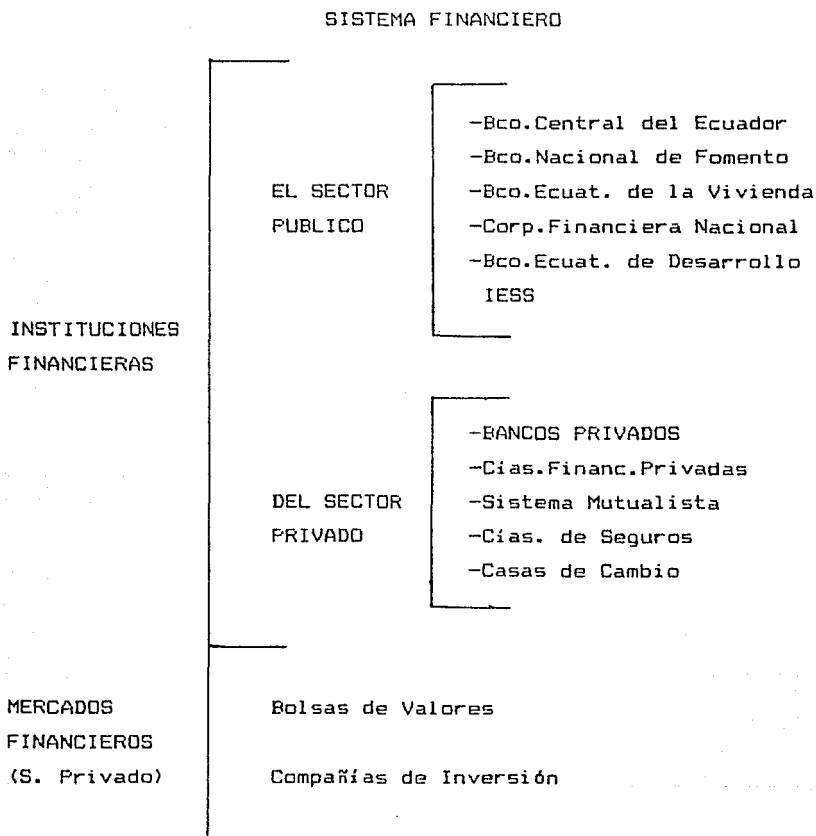 SISTEMA FINANCIERO
-Bco.Central del Ecuador
-Bco.Nacional de Fomento
EL SECTOR -Bco.Ecuat. de la Vivienda
PUBLICO -Corp.Financiera Nacional
-Bco.Ecuat. de Desarrollo
IESS
INSTITUCIONES
FINANCIERAS
-BANCOS PRIVADOS
-Cías.Financ.Privadas
DEL SECTOR -Sistema Mutualista
PRIVADO -Cías. de Seguros
-Casas de Cambio
MERCADOS Bolsas de Valores
FINANCIEROS
(S. Privado) Compañías de Inversión